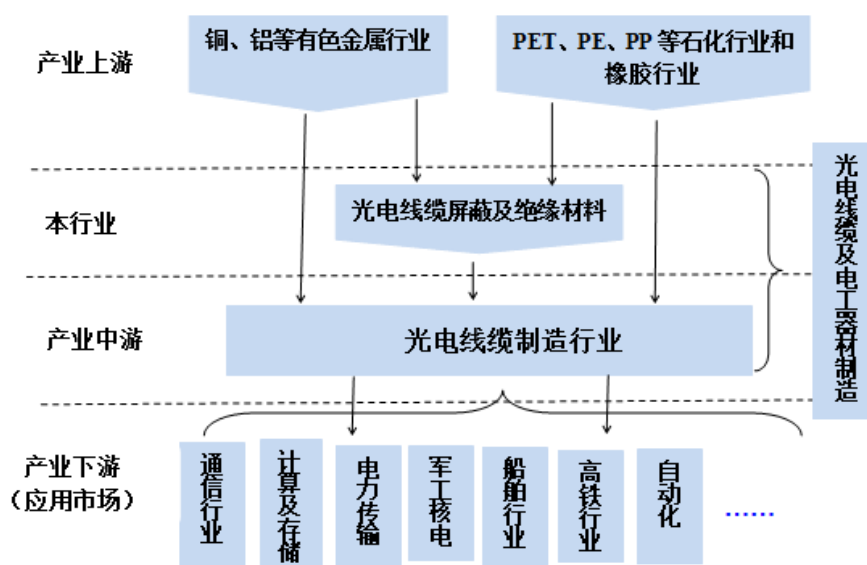 产业上游
铜、铝等有色金属行业
PET、PE、PP 等石化行业和
橡胶行业
本行业
光电线缆屏蔽及绝缘材料
光电线缆及电工器材制造
产业中游
光电线缆制造行业
产业下游
（应用市场）
通信行业
计算及存储
电力传输
军工核电
船舶行业
高铁行业
自动化
……